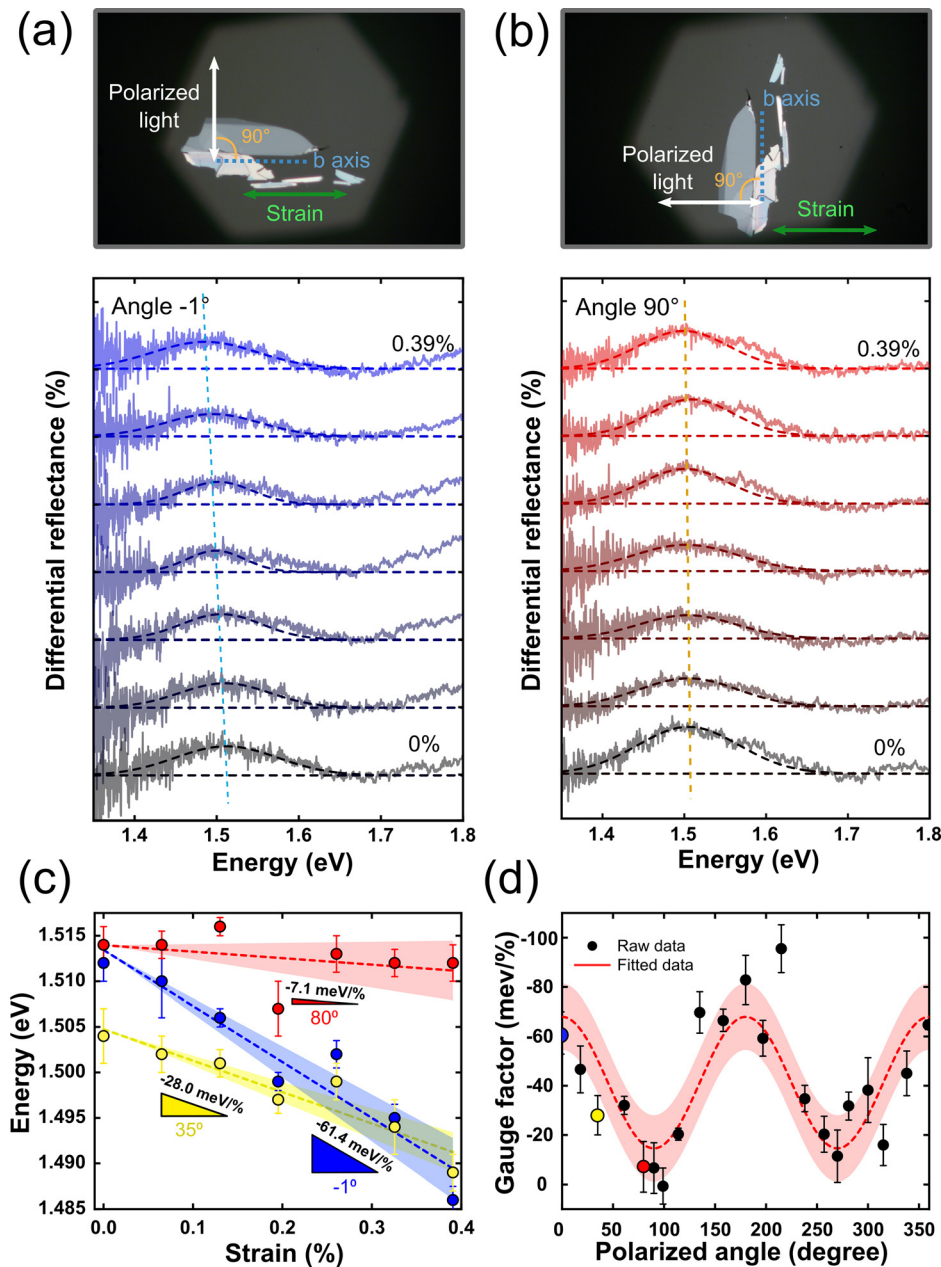 (a)
Polarized
light
90°
b axis
Strain
(b)
b axis
Polarized
light
90°
Strain
Differential reflectance (%)
Angle -1°
0.39%
0%
1.4
1.5
1.6
1.7
1.8
Energy (eV)
Differential reflectance (%)
Angle 90°
0.39%
0%
1.4
1.5
1.6
1.7
1.8
Energy (eV)
(c)
Energy (eV)
1.515
1.510
1.505
1.500
1.495
1.490
1.485
-7.1 meV/%
80º
-28.0 meV/%
35º
-61.4 meV/%
-1º
0.0
0.1
0.2
0.3
0.4
Strain (%)
(d)
Gauge factor (mev/%)
-100
-80
-60
-40
-20
0
Raw data
Fitted data
0
50
100
150
200
250
300
350
Polarized angle (degree)